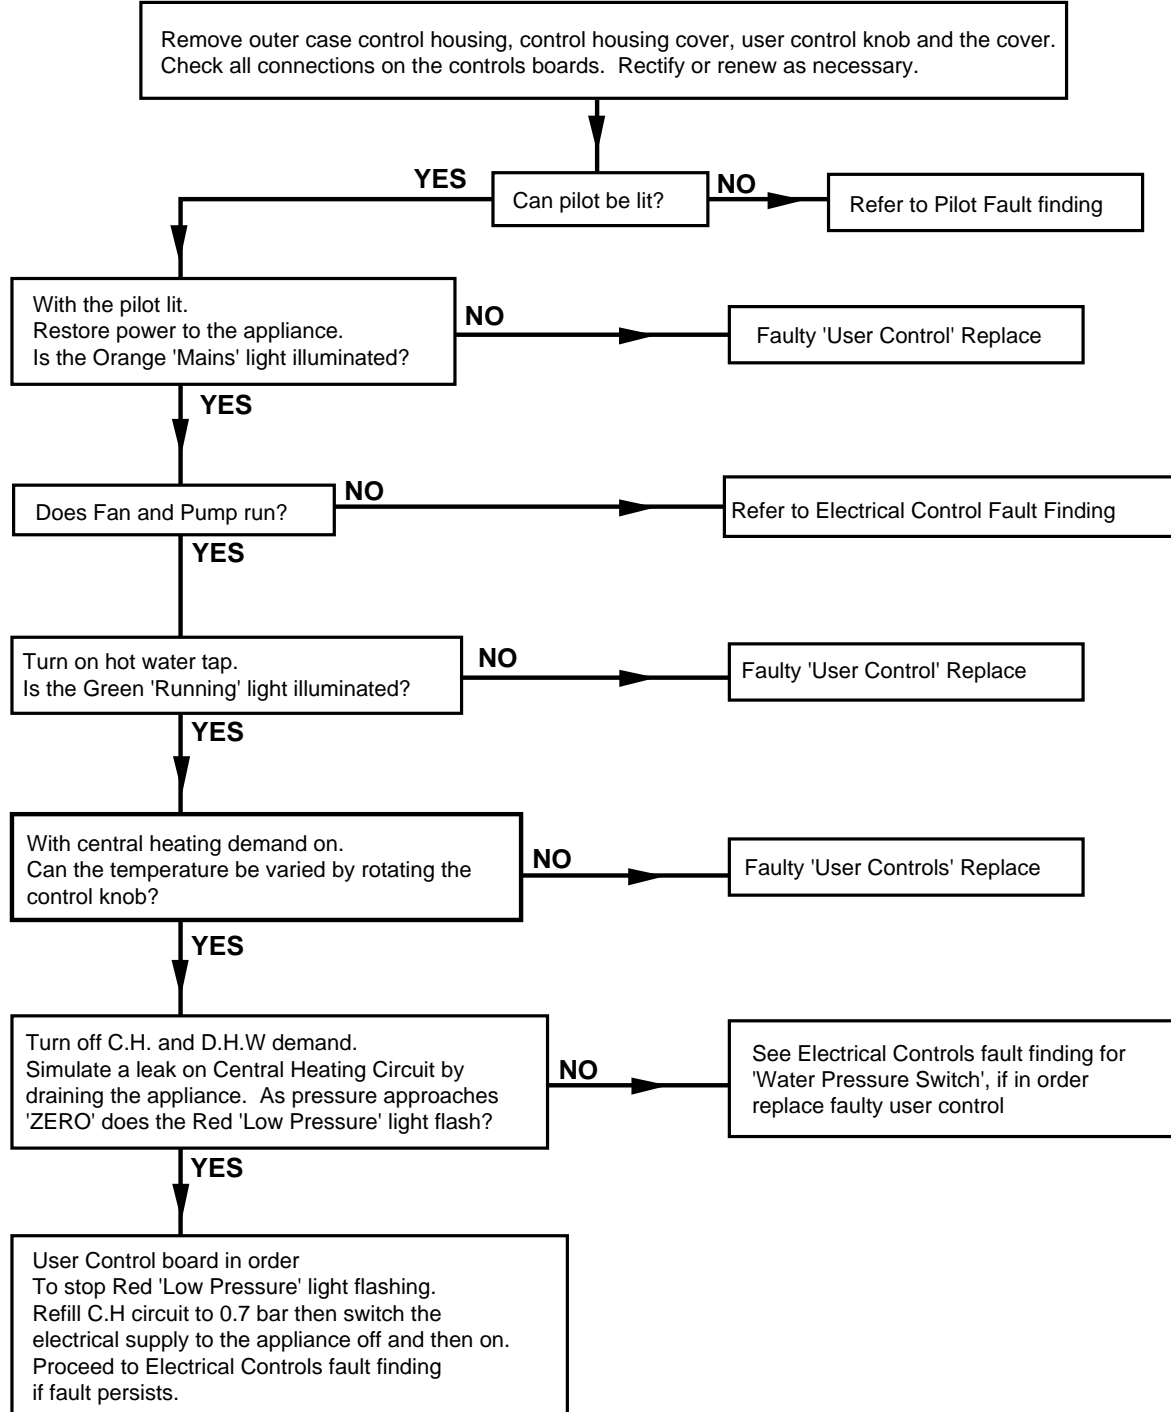 Remove outer case control housing, control housing cover, user control knob and the cover.
Check all connections on the controls boards.  Rectify or renew as necessary.
YES
Can pilot be lit?
NO
Refer to Pilot Fault finding
With the pilot lit.
Restore power to the appliance.
Is the Orange 'Mains' light illuminated?
NO
Faulty 'User Control' Replace
YES
Does Fan and Pump run?
NO
Refer to Electrical Control Fault Finding
YES
Turn on hot water tap.
Is the Green 'Running' light illuminated?
NO
Faulty 'User Control' Replace
YES
With central heating demand on.
Can the temperature be varied by rotating the
control knob?
NO
Faulty 'User Controls' Replace
YES
Turn off C.H. and D.H.W demand.
Simulate a leak on Central Heating Circuit by
draining the appliance.  As pressure approaches
'ZERO' does the Red 'Low Pressure' light flash?
NO
See Electrical Controls fault finding for
'Water Pressure Switch', if in order
replace faulty user control
YES
User Control board in order
To stop Red 'Low Pressure' light flashing.
Refill C.H circuit to 0.7 bar then switch the
electrical supply to the appliance off and then on.
Proceed to Electrical Controls fault finding
if fault persists.